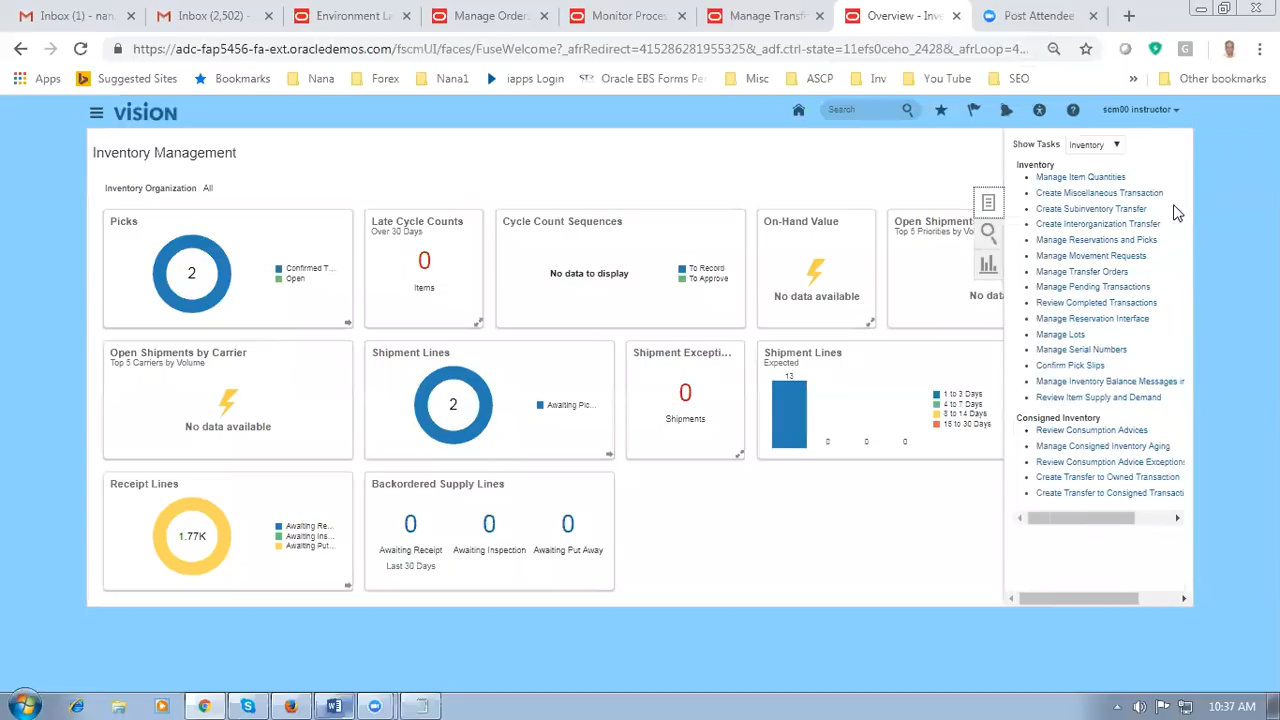 Inbox (1) - nan
Inbox (2,502) -
Environment La
Manage Orders
Monitor Proces
Manage Transf
Overview - Inve
Post Attendee
https://adc-fap5456-fa-ext.oracledemos.com/fscmUI/faces/FuseWelcome?_afrRedirect=415286281955325&_adf.ctrl-state=11efs0ceho_2428&_afrLoop=4...
G
Apps
Suggested Sites
Bookmarks
Nana
Forex
Nana1
iapps Login
Oracle EBS Forms Pe
Misc
ASCP
Inv
You Tube
SEO
»
Other bookmarks
vision
Search
scm00 instructor
Inventory Management
Inventory Organization All
Picks
2
Confirmed T...
Open
Late Cycle Counts
Over 30 Days
0
Items
Cycle Count Sequences
No data to display
To Record
To Approve
On-Hand Value
No data available
Open Shipment
Top 5 Priorities by Vo
No data
Open Shipments by Carrier
Top 5 Carriers by Volume
No data available
Shipment Lines
2
Awaiting Pic...
Shipment Excepti...
0
Shipments
Shipment Lines
Expected
13
0 0 0
1 to 3 Days
4 to 7 Days
8 to 14 Days
15 to 30 Days
Receipt Lines
1.77K
Awaiting Re...
Awaiting Ins...
Awaiting Put...
Backordered Supply Lines
0 0 0
Awaiting Receipt Awaiting Inspection Awaiting Put Away
Last 30 Days
Show Tasks Inventory
Inventory
Manage Item Quantities
Create Miscellaneous Transaction
Create Subinventory Transfer
Create Interorganization Transfer
Manage Reservations and Picks
Manage Movement Requests
Manage Transfer Orders
Manage Pending Transactions
Review Completed Transactions
Manage Reservation Interface
Manage Lots
Manage Serial Numbers
Confirm Pick Slips
Manage Inventory Balance Messages in
Review Item Supply and Demand
Consigned Inventory
Review Consumption Advices
Manage Consigned Inventory Aging
Review Consumption Advice Exceptions
Create Transfer to Owned Transaction
Create Transfer to Consigned Transacti
10:37 AM